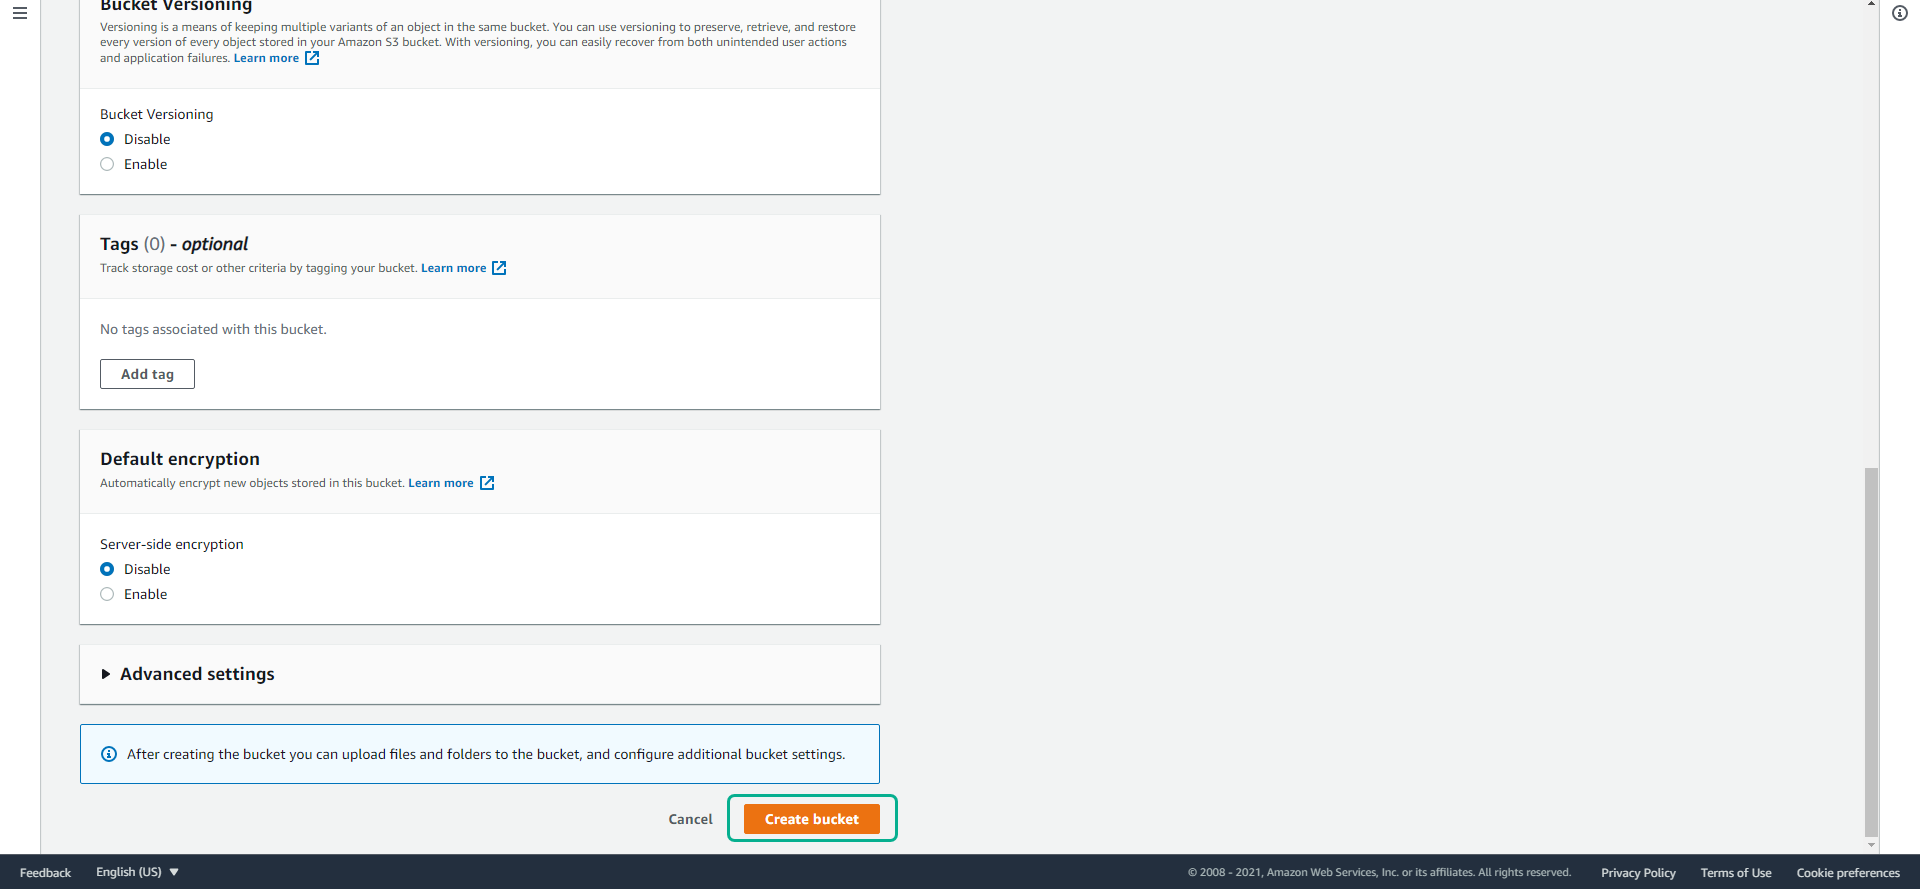 Bucket Versioning
Versioning is a means of keeping multiple variants of an object in the same bucket. You can use versioning to preserve, retrieve, and restore
every version of every object stored in your Amazon S3 bucket. With versioning, you can easily recover from both unintended user actions
and application failures. Learn more
Bucket Versioning
Disable
Enable
Tags (0) - optional
Track storage cost or other criteria by tagging your bucket. Learn more
No tags associated with this bucket.
Add tag
Default encryption
Automatically encrypt new objects stored in this bucket. Learn more
Server-side encryption
Disable
Enable
Advanced settings
After creating the bucket you can upload files and folders to the bucket, and configure additional bucket settings.
Cancel Create bucket
Feedback English (US) © 2008 - 2021, Amazon Web Services, Inc. or its affiliates. All rights reserved. Privacy Policy Terms of Use Cookie preferences